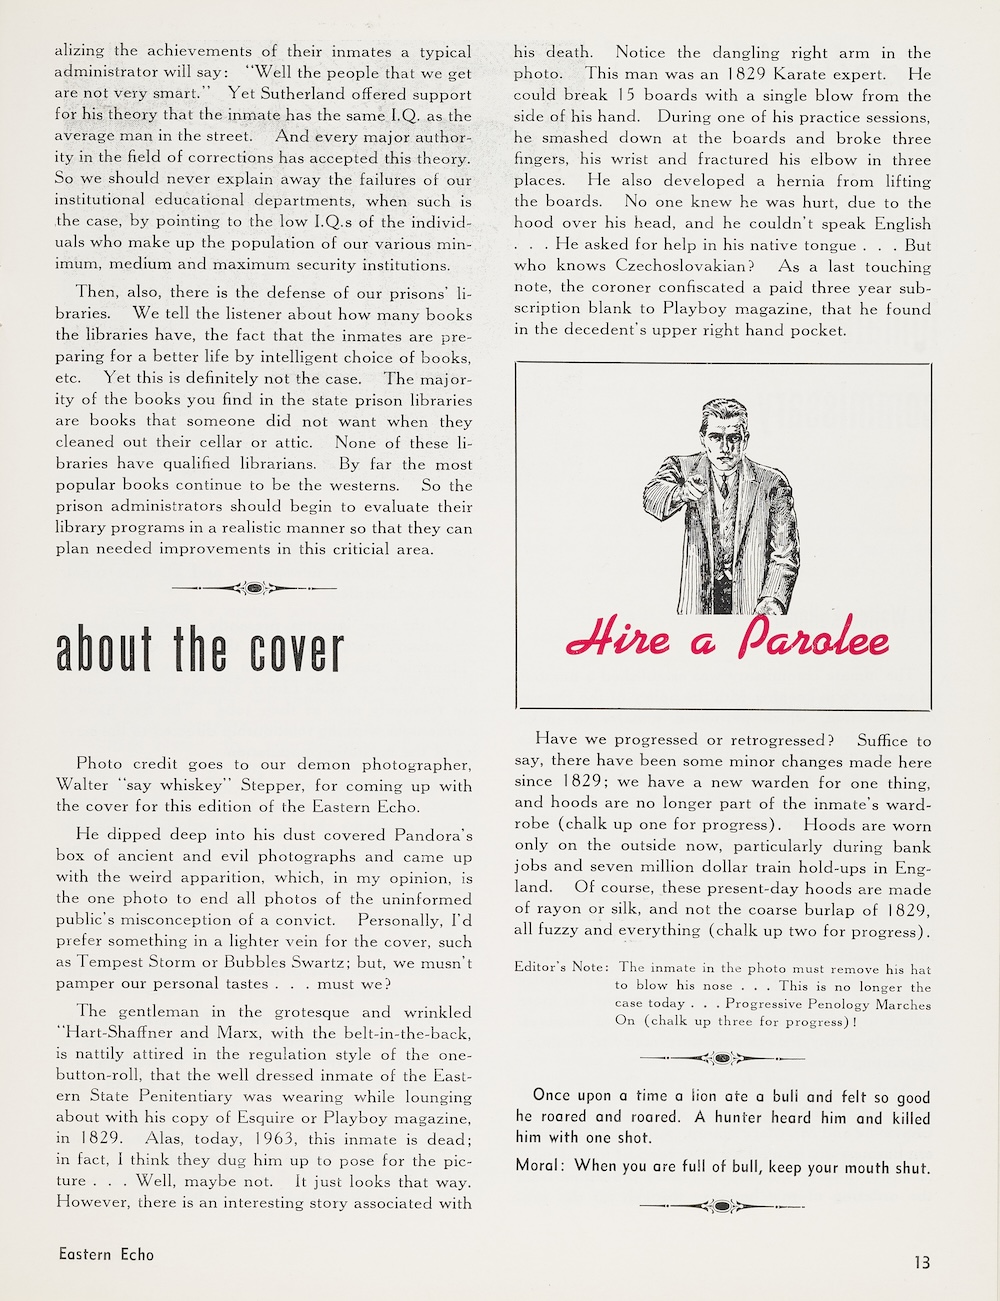 alizing the achievements of their inmates a typical
administrator will say: "Well the people that we get
are not very smart." Yet Sutherland offered support
for his theory that the inmate has the same I.Q. as the
average man in the street. And every major author-
ity in the field of corrections has accepted this theory.
So we should never explain away the failures of our
institutional educational departments, when such is
the case, by pointing to the low I.Q.s of the individ-
uals who make up the population of our various min-
imum, medium and maximum security institutions.
Then, also, there is the defense of our prisons' li-
braries. We tell the listener about how many books
the libraries have, the fact that the inmates are pre-
paring for a better life by intelligent choice of books,
etc. Yet this is definitely not the case. The major-
ity of the books you find in the state prison libraries
are books that someone did not want when they
cleaned out their cellar or attic. None of these li-
braries have qualified librarians. By far the most
popular books continue to be the westerns. So the
prison administrators should begin to evaluate their
library programs in a realistic manner so that they can
plan needed improvements in this criticial area.
about the cover
Photo credit goes to our demon photographer,
Walter "say whiskey" Stepper, for coming up with
the cover for this edition of the Eastern Echo.
He dipped deep into his dust covered Pandora's
box of ancient and evil photographs and came up
with the weird apparition, which, in my opinion, is
the one photo to end all photos of the uninformed
public's misconception of a convict. Personally, I'd
prefer something in a lighter vein for the cover, such
as Tempest Storm or Bubbles Swartz; but, we musn't
pamper our personal tastes . . . must we?
The gentleman in the grotesque and wrinkled
"Hart-Shaffner and Marx, with the belt-in-the-back,
is nattily attired in the regulation style of the one-
button-roll, that the well dressed inmate of the East-
ern State Penitentiary was wearing while lounging
about with his copy of Esquire or Playboy magazine,
in 1829. Alas, today, 1963, this inmate is dead;
in fact, I think they dug him up to pose for the pic-
ture . . . Well, maybe not. It just looks that way.
However, there is an interesting story associated with
his death. Notice the dangling right arm in the
photo. This man was an 1829 Karate expert. He
could break 15 boards with a single blow from the
side of his hand. During one of his practice sessions,
he smashed down at the boards and broke three
fingers, his wrist and fractured his elbow in three
places. He also developed a hernia from lifting
the boards. No one knew he was hurt, due to the
hood over his head, and he couldn't speak English
. . . He asked for help in his native tongue . . . But
who knows Czechoslovakian? As a last touching
note, the coroner confiscated a paid three year sub-
scription blank to Playboy magazine, that he found
in the decedent's upper right hand pocket.
Hire a Parolee
Have we progressed or retrogressed? Suffice to
say, there have been some minor changes made here
since 1829; we have a new warden for one thing,
and hoods are no longer part of the inmate's ward-
robe (chalk up one for progress). Hoods are worn
only on the outside now, particularly during bank
jobs and seven million dollar train hold-ups in Eng-
land. Of course, these present-day hoods are made
of rayon or silk, and not the coarse burlap of 1829,
all fuzzy and everything (chalk up two for progress).
Editor's Note: The inmate in the photo must remove his hat
to blow his nose . . . This is no longer the
case today . . . Progressive Penology Marches
On (chalk up three for progress)!
Once upon a time a lion ate a bull and felt so good
he roared and roared. A hunter heard him and killed
him with one shot.
Moral: When you are full of bull, keep your mouth shut.
Eastern Echo
13